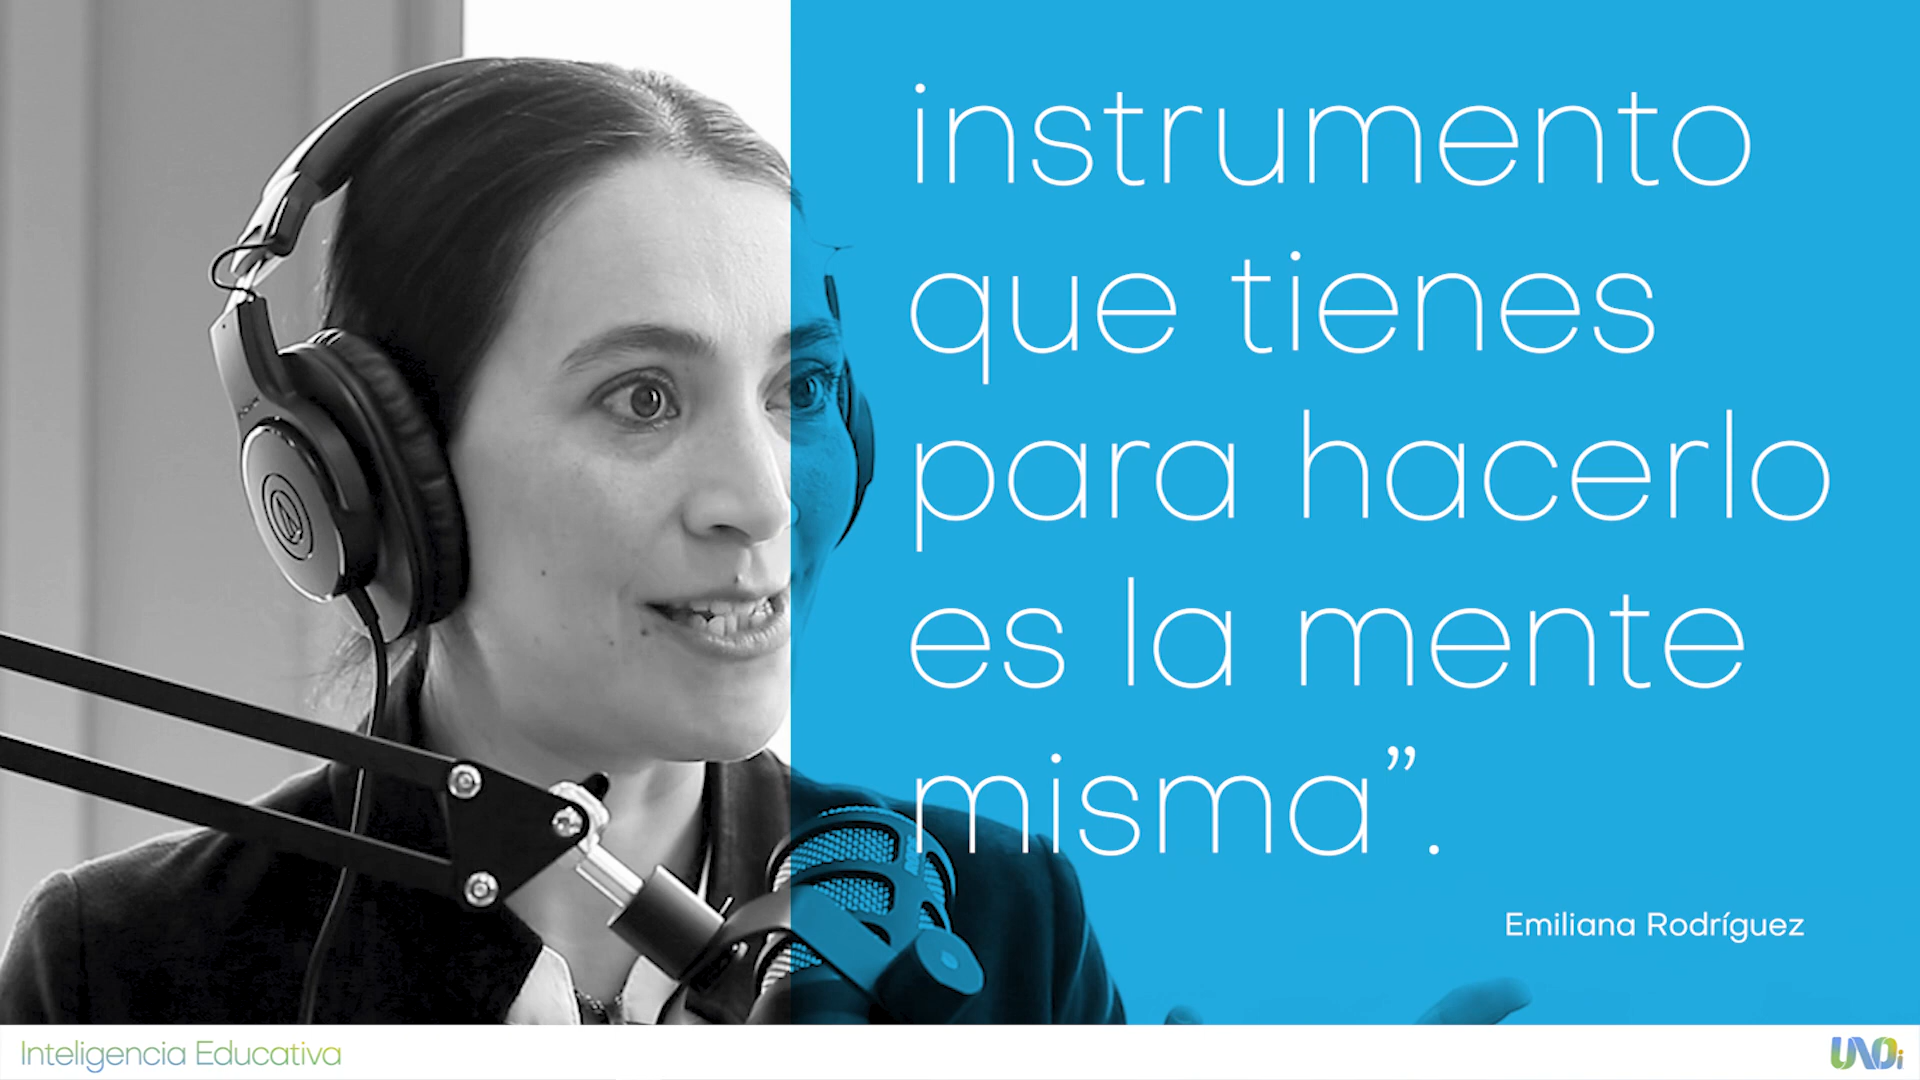 instrumento
que tienes
para hacerlo
es la mente
misma”.
Emiliana Rodríguez
Inteligencia Educativa
UNOi